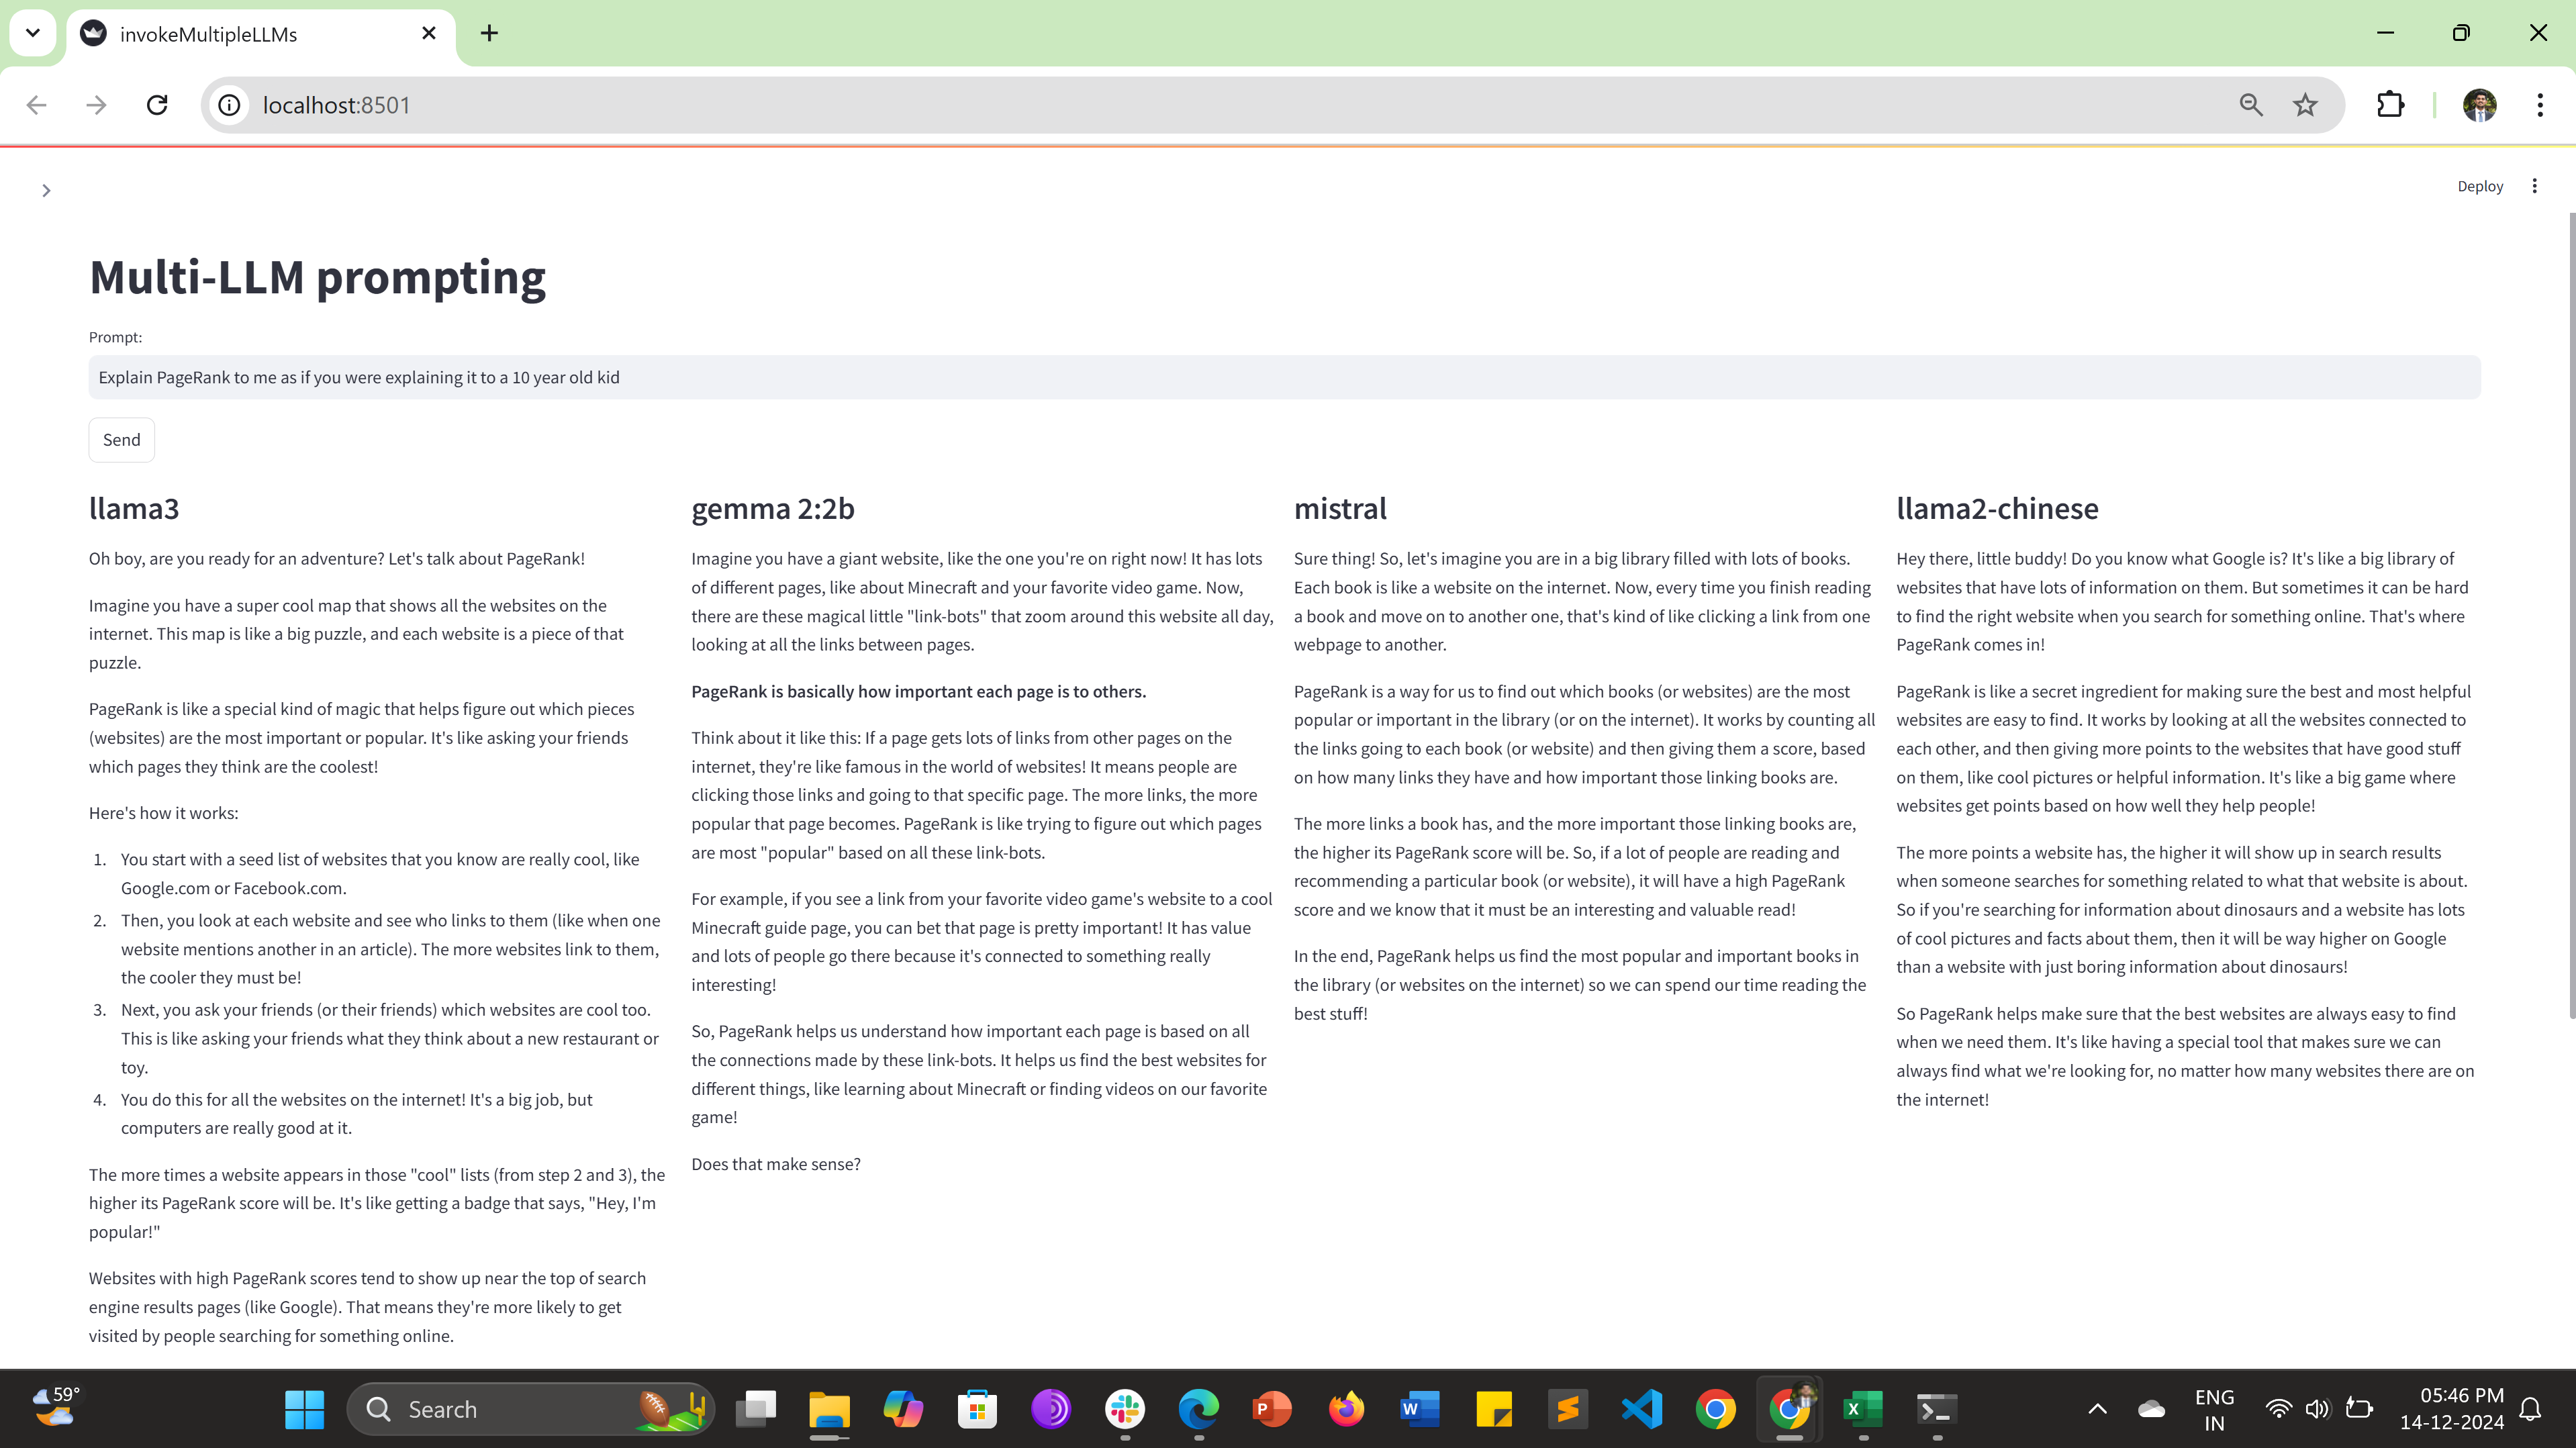 invokeMultipleLLMs
localhost:8501
Deploy
Multi-LLM prompting
Prompt:
Explain PageRank to me as if you were explaining it to a 10 year old kid
Send
llama3
Oh boy, are you ready for an adventure? Let's talk about PageRank!
Imagine you have a super cool map that shows all the websites on the
internet. This map is like a big puzzle, and each website is a piece of that
puzzle.
PageRank is like a special kind of magic that helps figure out which pieces
(websites) are the most important or popular. It's like asking your friends
which pages they think are the coolest!
Here's how it works:
1. You start with a seed list of websites that you know are really cool, like
Google.com or Facebook.com.
2. Then, you look at each website and see who links to them (like when one
website mentions another in an article). The more websites link to them,
the cooler they must be!
3. Next, you ask your friends (or their friends) which websites are cool too.
This is like asking your friends what they think about a new restaurant or
toy.
4. You do this for all the websites on the internet! It's a big job, but
computers are really good at it.
The more times a website appears in those "cool" lists (from step 2 and 3), the
higher its PageRank score will be. It's like getting a badge that says, "Hey, I'm
popular!"
Websites with high PageRank scores tend to show up near the top of search
engine results pages (like Google). That means they're more likely to get
visited by people searching for something online.
gemma 2:2b
Imagine you have a giant website, like the one you're on right now! It has lots
of different pages, like about Minecraft and your favorite video game. Now,
there are these magical little "link-bots" that zoom around this website all day,
looking at all the links between pages.
PageRank is basically how important each page is to others.
Think about it like this: If a page gets lots of links from other pages on the
internet, they're like famous in the world of websites! It means people are
clicking those links and going to that specific page. The more links, the more
popular that page becomes. PageRank is like trying to figure out which pages
are most "popular" based on all these link-bots.
For example, if you see a link from your favorite video game's website to a cool
Minecraft guide page, you can bet that page is pretty important! It has value
and lots of people go there because it's connected to something really
interesting!
So, PageRank helps us understand how important each page is based on all
the connections made by these link-bots. It helps us find the best websites for
different things, like learning about Minecraft or finding videos on our favorite
game!
Does that make sense?
mistral
Sure thing! So, let's imagine you are in a big library filled with lots of books.
Each book is like a website on the internet. Now, every time you finish reading
a book and move on to another one, that's kind of like clicking a link from one
webpage to another.
PageRank is a way for us to find out which books (or websites) are the most
popular or important in the library (or on the internet). It works by counting all
the links going to each book (or website) and then giving them a score, based
on how many links they have and how important those linking books are.
The more links a book has, and the more important those linking books are,
the higher its PageRank score will be. So, if a lot of people are reading and
recommending a particular book (or website), it will have a high PageRank
score and we know that it must be an interesting and valuable read!
In the end, PageRank helps us find the most popular and important books in
the library (or websites on the internet) so we can spend our time reading the
best stuff!
llama2-chinese
Hey there, little buddy! Do you know what Google is? It's like a big library of
websites that have lots of information on them. But sometimes it can be hard
to find the right website when you search for something online. That's where
PageRank comes in!
PageRank is like a secret ingredient for making sure the best and most helpful
websites are easy to find. It works by looking at all the websites connected to
each other, and then giving more points to the websites that have good stuff
on them, like cool pictures or helpful information. It's like a big game where
websites get points based on how well they help people!
The more points a website has, the higher it will show up in search results
when someone searches for something related to what that website is about.
So if you're searching for information about dinosaurs and a website has lots
of cool pictures and facts about them, then it will be way higher on Google
than a website with just boring information about dinosaurs!
So PageRank helps make sure that the best websites are always easy to find
when we need them. It's like having a special tool that makes sure we can
always find what we're looking for, no matter how many websites there are on
the internet!
59°
Search
P
W
X
ENG
IN
05:46 PM
14-12-2024